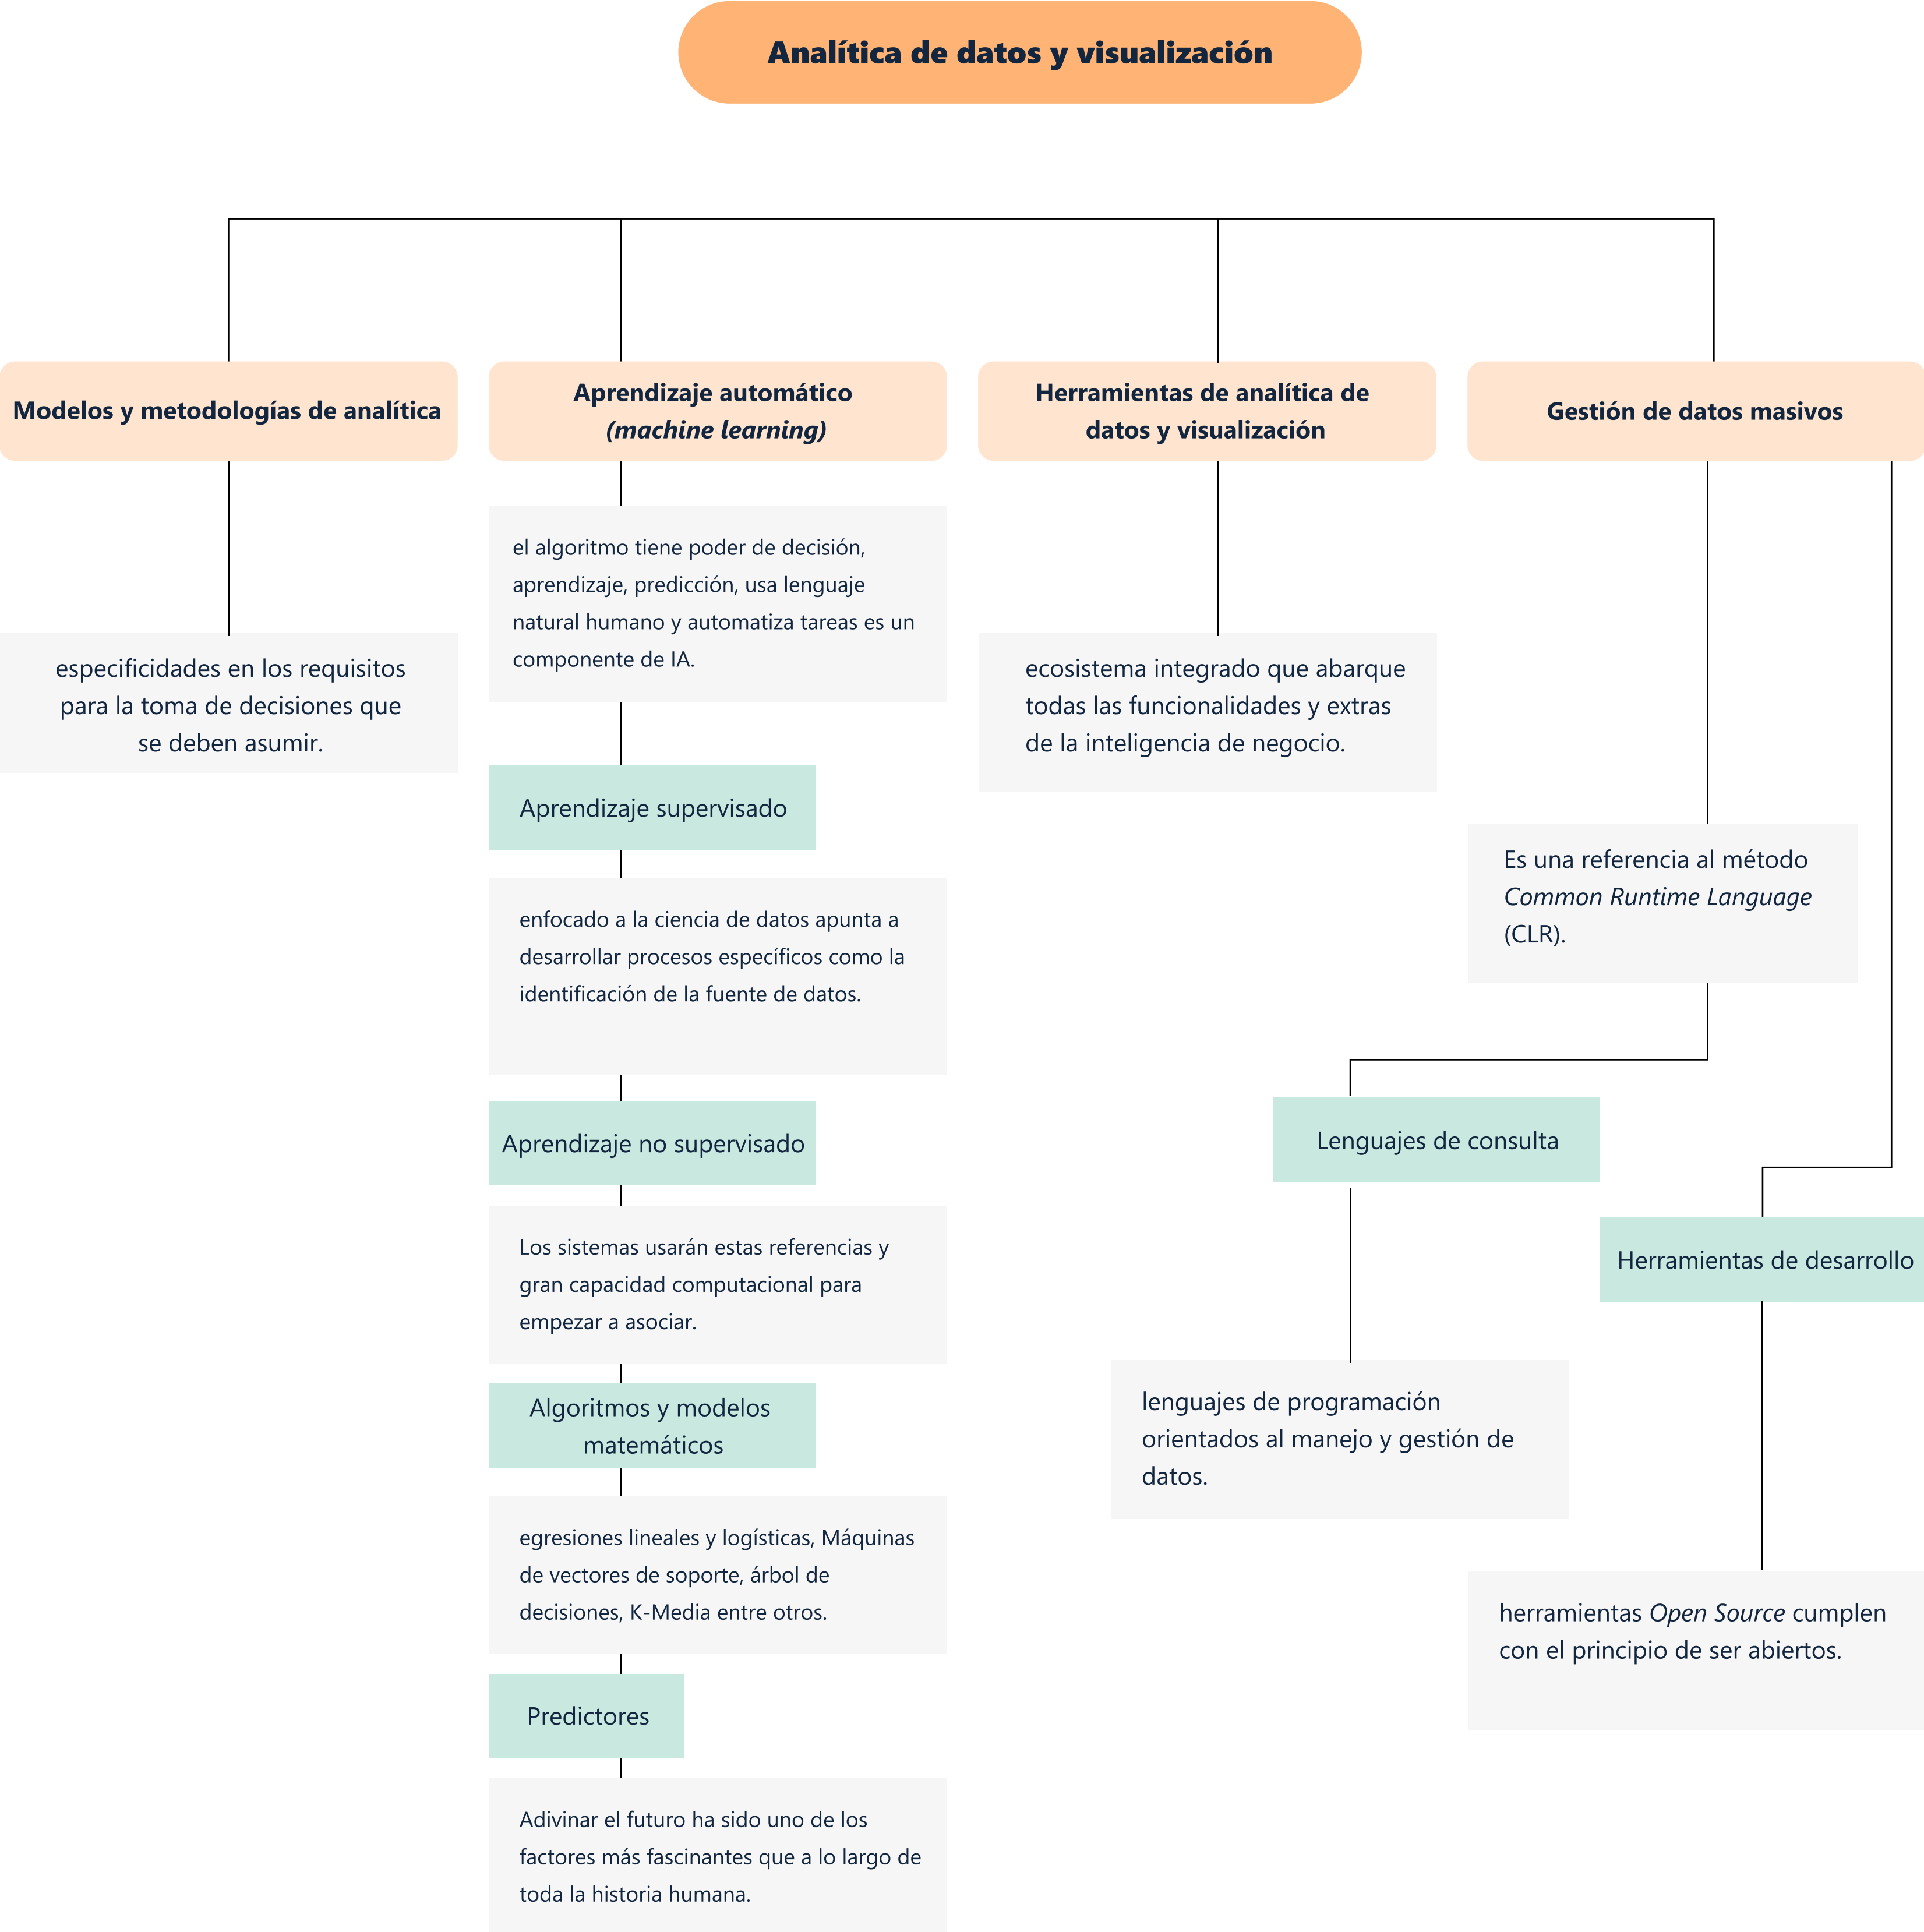 Analítica de datos y visualización
Modelos y metodologías de analítica
especificidades en los requisitos
para la toma de decisiones que
se deben asumir.
Aprendizaje automático
(machine learning)
el algoritmo tiene poder de decisión,
aprendizaje, predicción, usa lenguaje
natural humano y automatiza tareas es un
componente de IA.
Aprendizaje supervisado
enfocado a la ciencia de datos apunta a
desarrollar procesos específicos como la
identificación de la fuente de datos.
Aprendizaje no supervisado
Los sistemas usarán estas referencias y
gran capacidad computacional para
empezar a asociar.
Algoritmos y modelos
matemáticos
egresiones lineales y logísticas, Máquinas
de vectores de soporte, árbol de
decisiones, K-Media entre otros.
Predictores
Adivinar el futuro ha sido uno de los
factores más fascinantes que a lo largo de
toda la historia humana.
Herramientas de analítica de
datos y visualización
ecosistema integrado que abarque
todas las funcionalidades y extras
de la inteligencia de negocio.
Gestión de datos masivos
Es una referencia al método
Common Runtime Language
(CLR).
Lenguajes de consulta
lenguajes de programación
orientados al manejo y gestión de
datos.
Herramientas de desarrollo
herramientas Open Source cumplen
con el principio de ser abiertos.